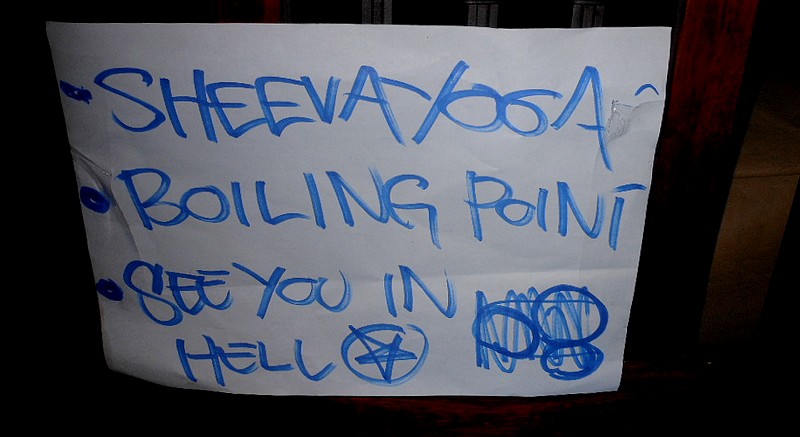 • SHEEVA YOGA
• BOILING POINT
• SEE YOU IN
HELL